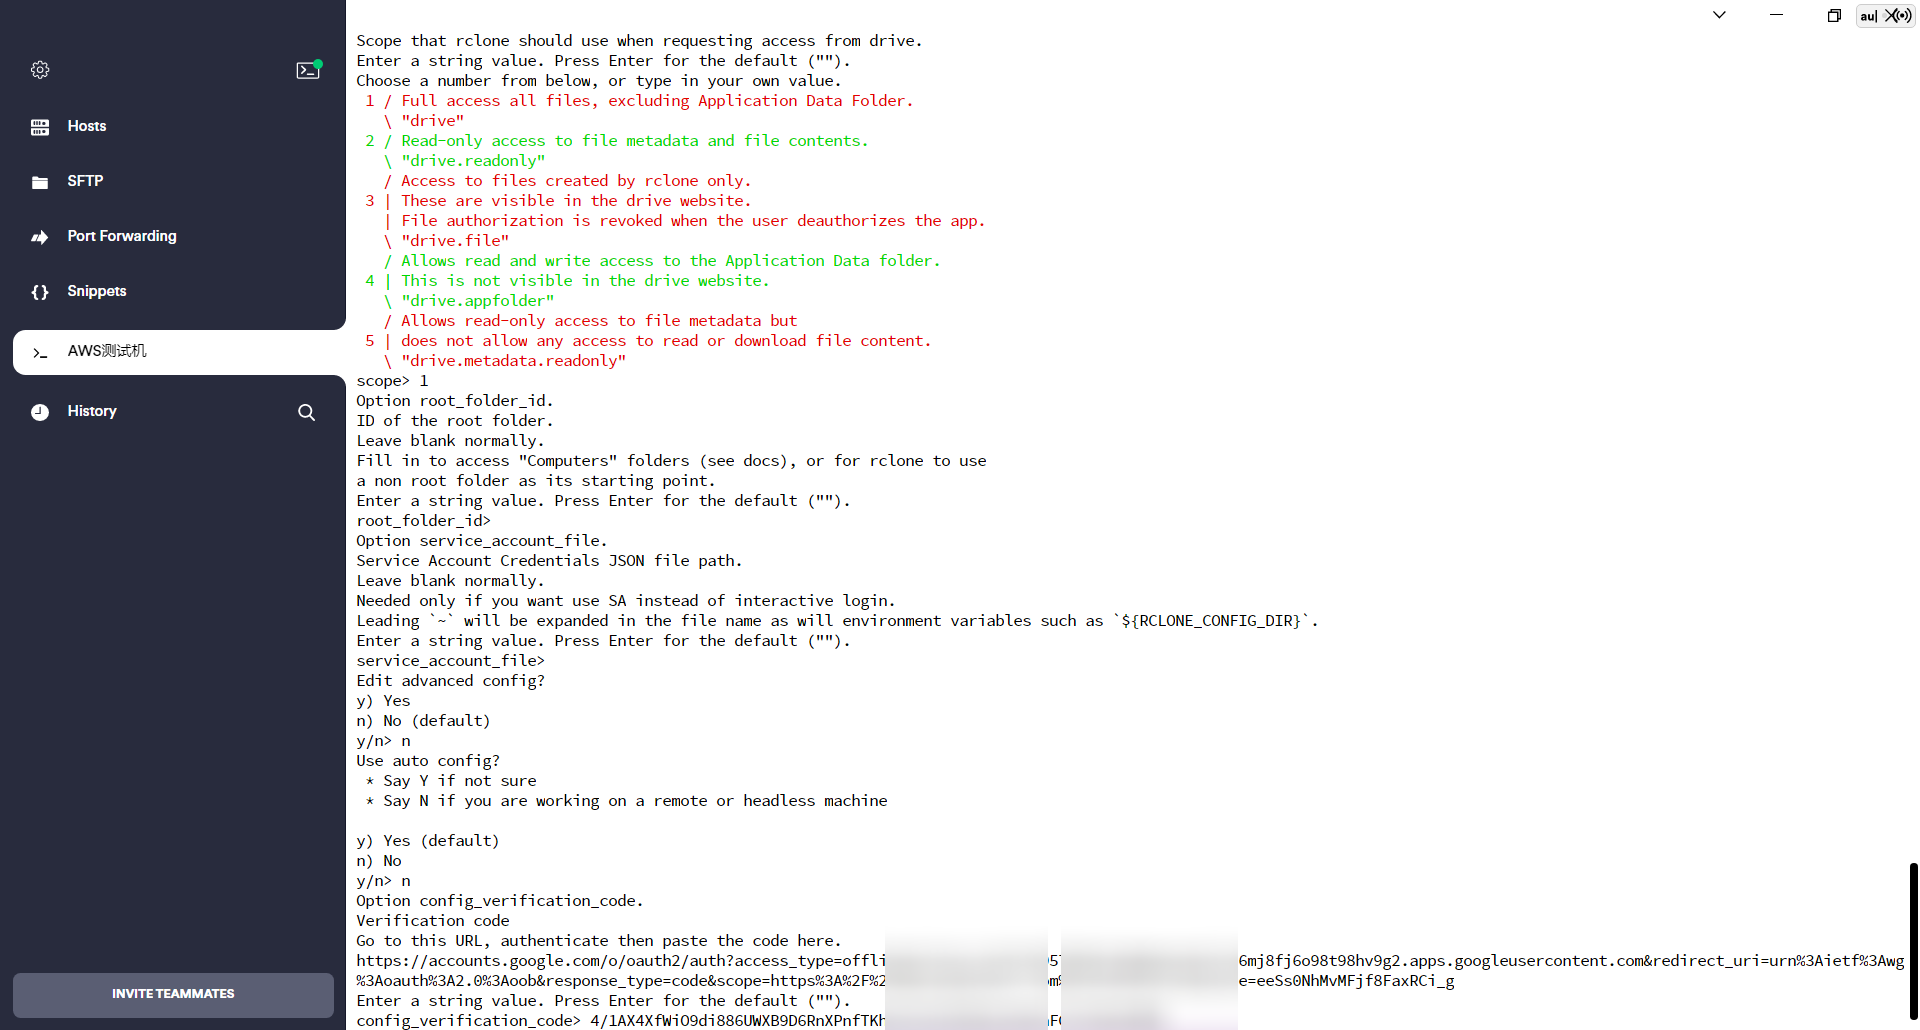 au
Hosts
SFTP
Port Forwarding
Snippets
AWS测试机
History
INVITE TEAMMATES
Scope that rclone should use when requesting access from drive.
Enter a string value. Press Enter for the default ("").
Choose a number from below, or type in your own value.
1 / Full access all files, excluding Application Data Folder.
\ "drive"
2 / Read-only access to file metadata and file contents.
\ "drive.readonly"
/ Access to files created by rclone only.
3 | These are visible in the drive website.
| File authorization is revoked when the user deauthorizes the app.
\ "drive.file"
/ Allows read and write access to the Application Data folder.
4 | This is not visible in the drive website.
\ "drive.appfolder"
/ Allows read-only access to file metadata but
5 | does not allow any access to read or download file content.
\ "drive.metadata.readonly"
scope> 1
Option root_folder_id.
ID of the root folder.
Leave blank normally.
Fill in to access "Computers" folders (see docs), or for rclone to use
a non root folder as its starting point.
Enter a string value. Press Enter for the default ("").
root_folder_id>
Option service_account_file.
Service Account Credentials JSON file path.
Leave blank normally.
Needed only if you want use SA instead of interactive login.
Leading `~` will be expanded in the file name as will environment variables such as `${RCLONE_CONFIG_DIR}`.
Enter a string value. Press Enter for the default ("").
service_account_file>
Edit advanced config?
y) Yes
n) No (default)
y/n> n
Use auto config?
* Say Y if not sure
* Say N if you are working on a remote or headless machine
y) Yes (default)
n) No
y/n> n
Option config_verification_code.
Verification code
Go to this URL, authenticate then paste the code here.
https://accounts.google.com/o/oauth2/auth?access_type=offli 6mj8fj6o98t98hv9g2.apps.googleusercontent.com&redirect_uri=urn%3Aietf%3Awg
%3Aoauth%3A2.0%3Aoob&response_type=code&scope=https%3A%2F%2 e=eeSs0NhMvMFjf8FaxRCi_g
Enter a string value. Press Enter for the default ("").
config_verification_code> 4/1AX4XfWiO9di886UWXB9D6RnXPnfTKh